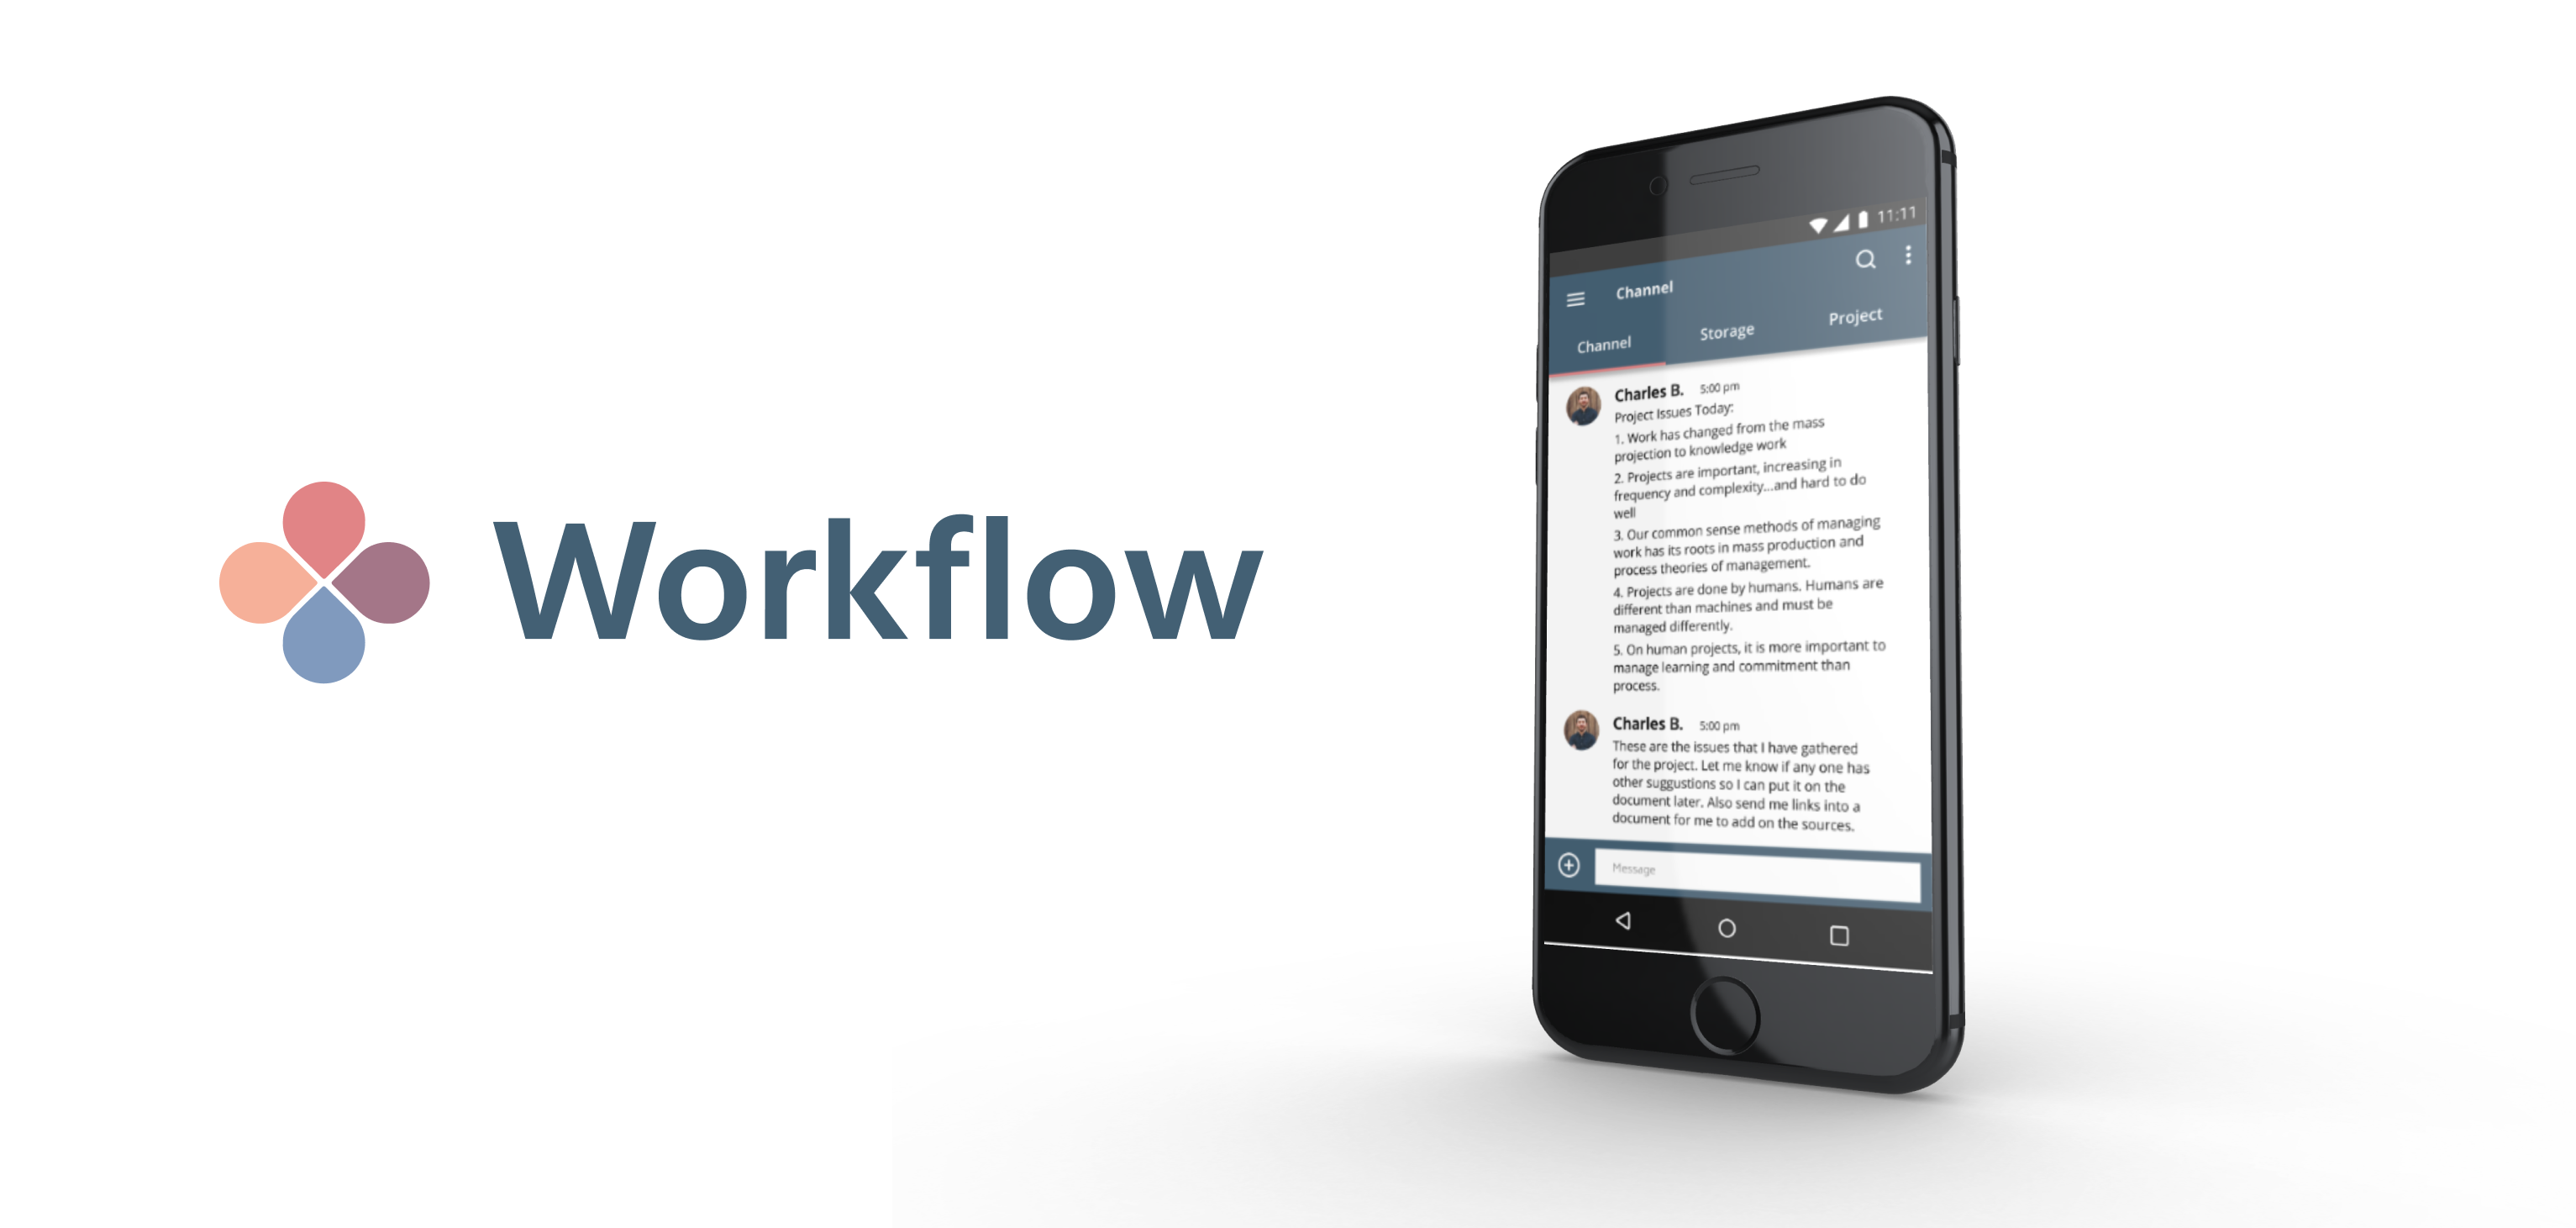 Workflow
11:11
Channel
Channel Storage Project
Charles B. 5:00 pm
Project Issues Today:
1. Work has changed from the mass
projection to knowledge work
2. Projects are important, increasing in
frequency and complexity...and hard to do
well
3. Our common sense methods of managing
work has its roots in mass production and
process theories of management.
4. Projects are done by humans. Humans are
different than machines and must be
managed differently.
5. On human projects, it is more important to
manage learning and commitment than
process.
Charles B. 5:00 pm
These are the issues that I have gathered
for the project. Let me know if any one has
other suggustions so I can put it on the
document later. Also send me links into a
document for me to add on the sources.
Message